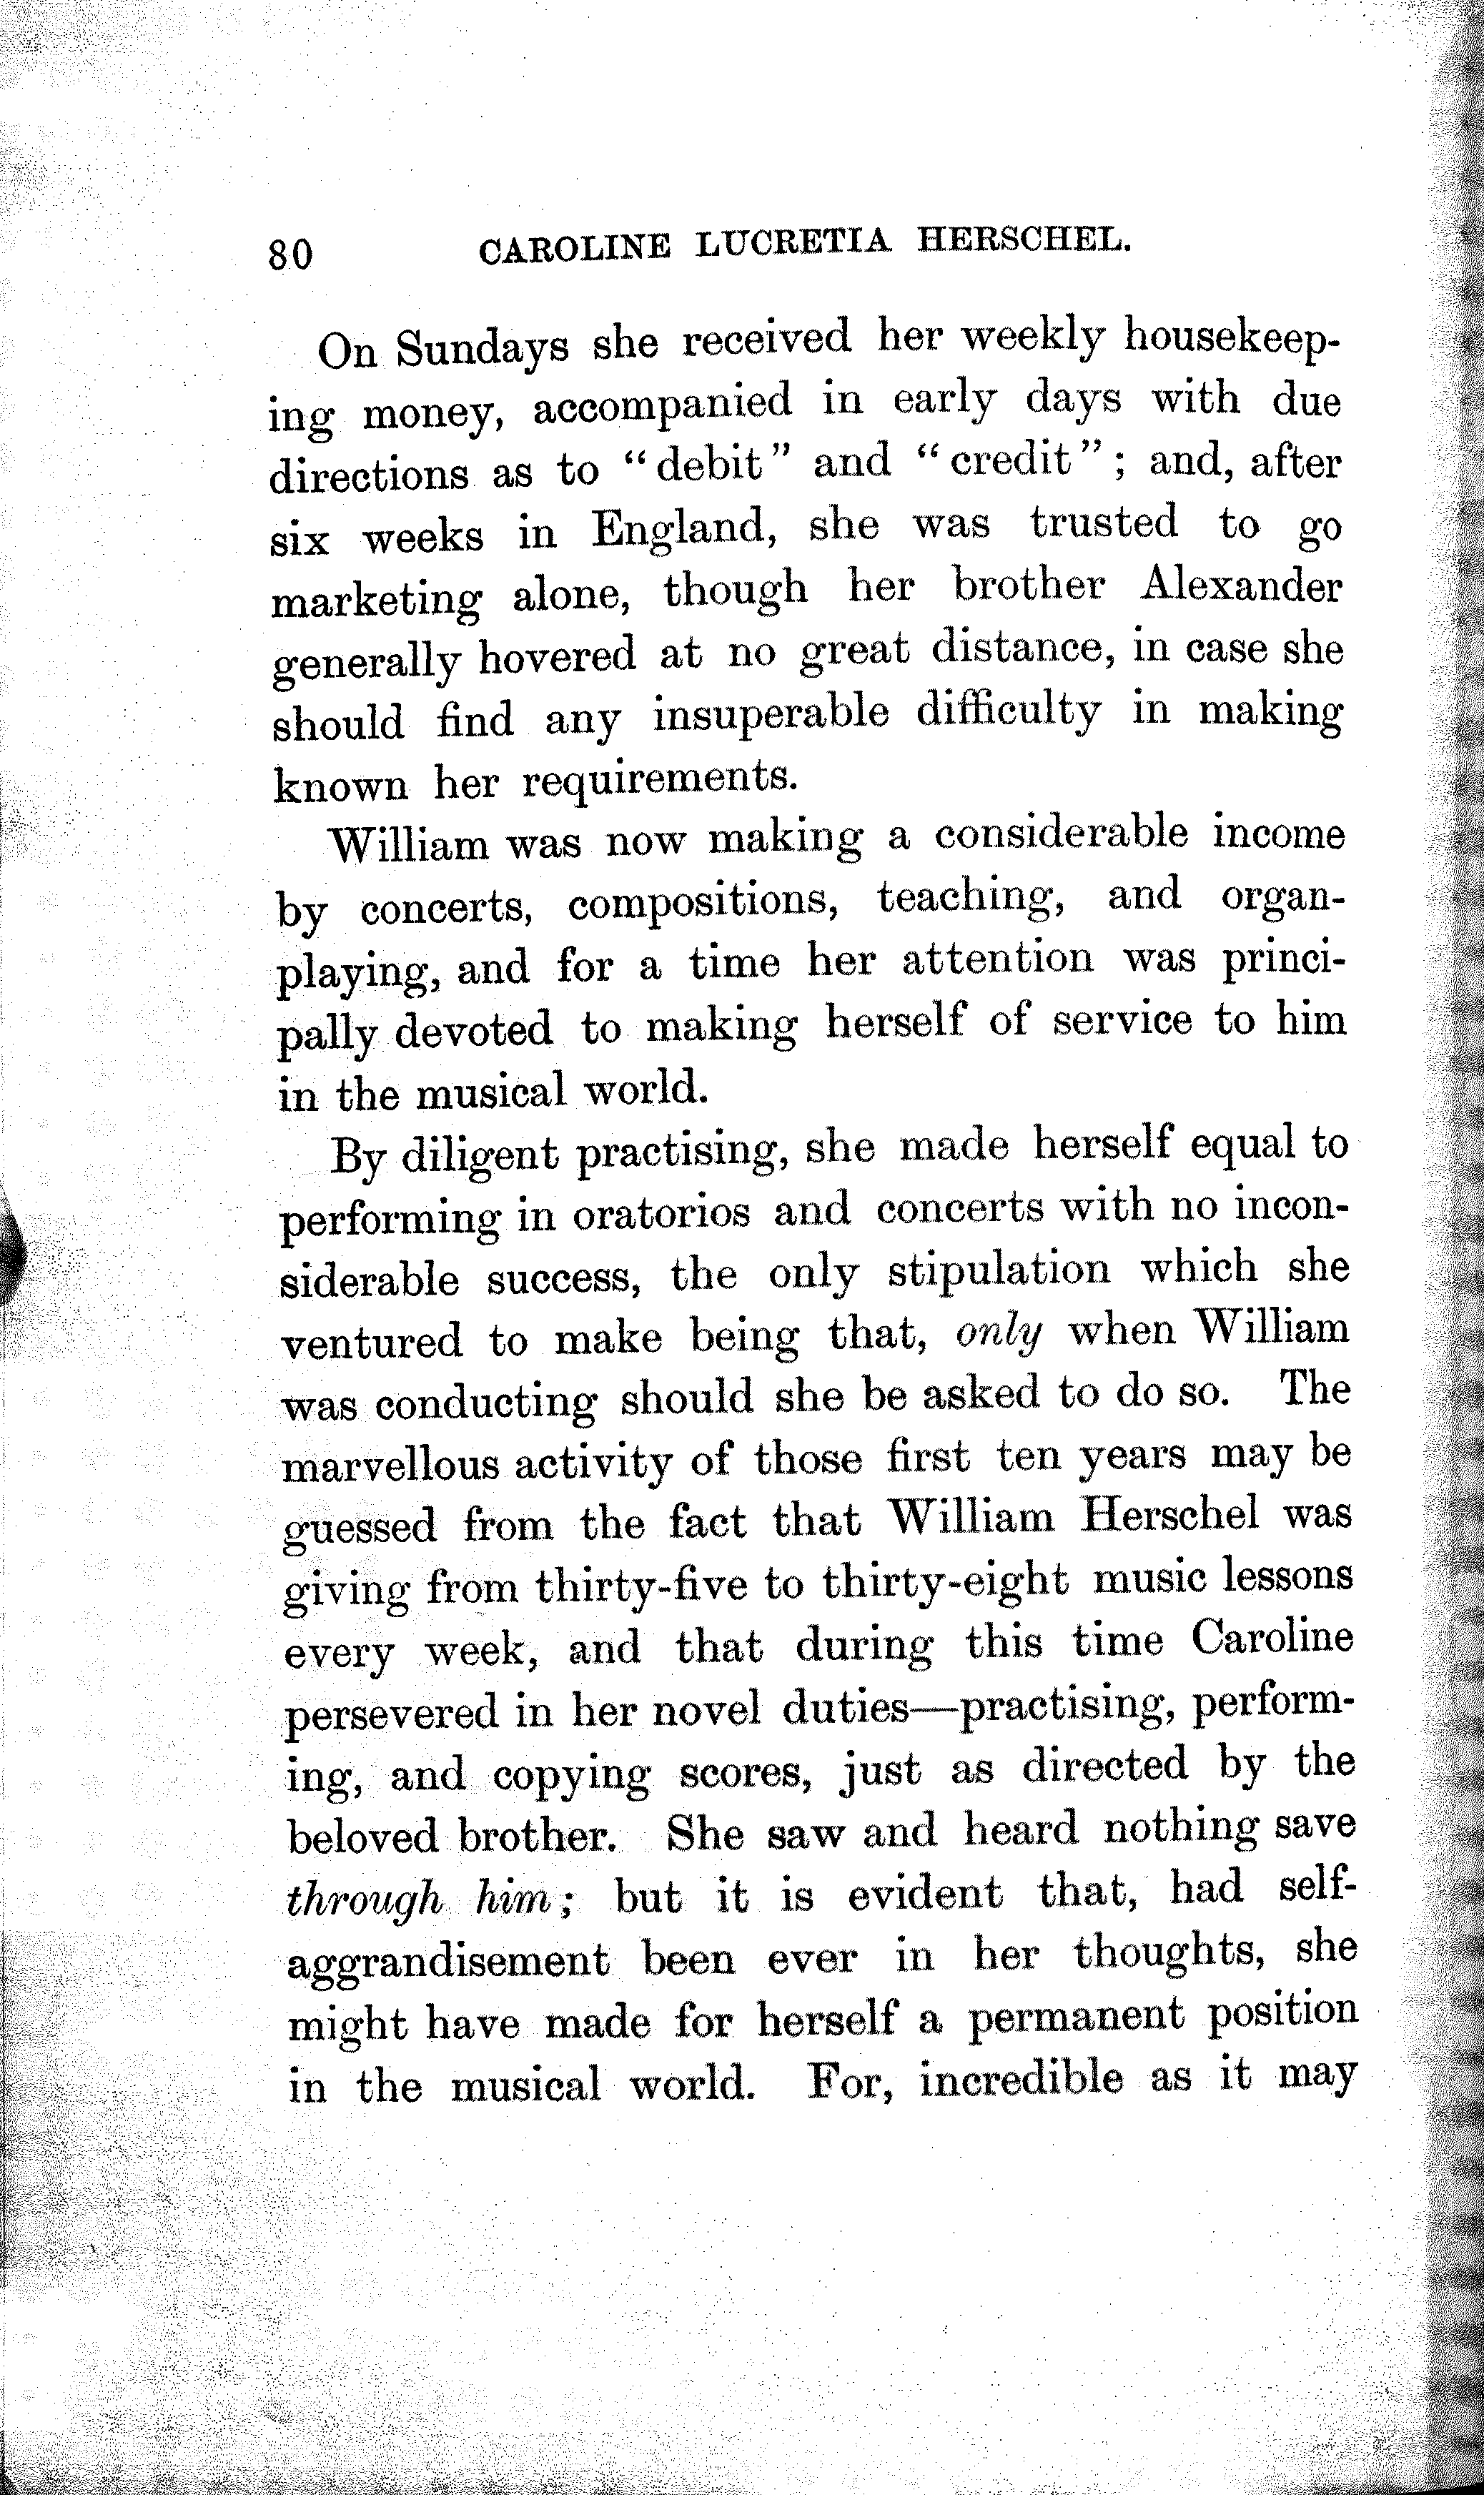 80 CAROLINE LUCRETIA HERSCHEL.
On Sundays she received her weekly housekeep-
ing money, accompanied in early days with due
directions as to "debit" and "credit"; and, after
six weeks in England, she was trusted to go
marketing alone, though her brother Alexander
generally hovered at no great distance, in case she
should find any insuperable difficulty in making
known her requirements.
William was now making a considerable income
by concerts, compositions, teaching, and organ-
playing, and for a time her attention was princi-
pally devoted to making herself of service to him
in the musical world.
By diligent practising, she made herself equal to
performing in oratorios and concerts with no incon-
siderable success, the only stipulation which she
ventured to make being that, only when William
was conducting should she be asked to do so. The
marvellous activity of those first ten years may be
guessed from the fact that William Herschel was
giving from thirty-five to thirty-eight music lessons
every week, and that during this time Caroline
persevered in her novel duties—practising, perform-
ing, and copying scores, just as directed by the
beloved brother. She saw and heard nothing save
through him; but it is evident that, had self-
aggrandisement been ever in her thoughts, she
might have made for herself a permanent position
in the musical world. For, incredible as it may